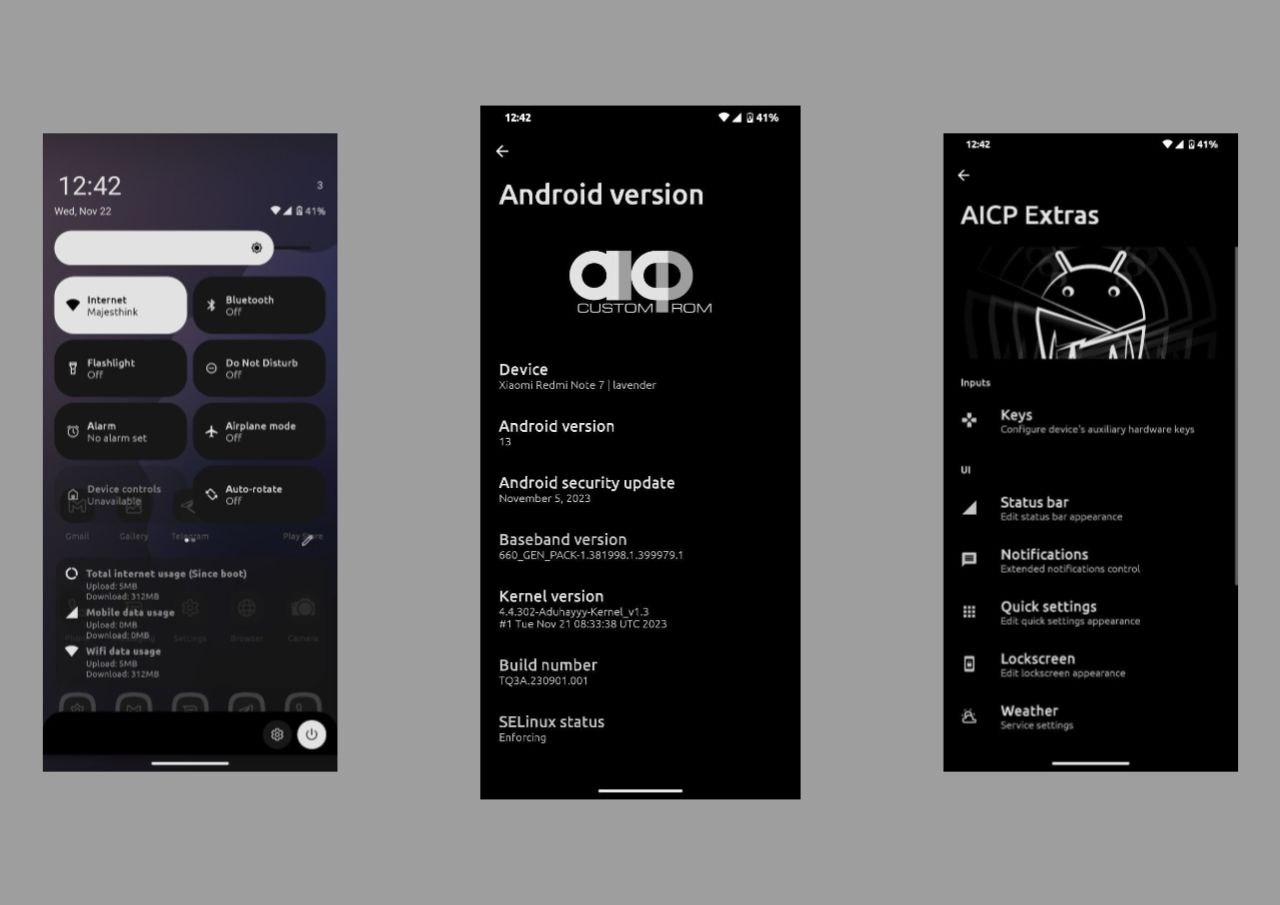 12:42
3
Wed, Nov 22
41%
Internet
Majesthink
Bluetooth
Off
Flashlight
Off
Do Not Disturb
Off
Alarm
No alarm set
Airplane mode
Off
Device controls
Unavailable
Auto-rotate
Off
Gmail
Gallery
Telegram
Play Store
Total internet usage (Since boot)
Upload: 5MB
Download: 312MB
Mobile data usage
Upload: 0MB
Download: 0MB
Settings
Browser
Camera
Wifi data usage
Upload: 5MB
Download: 312MB
12:42
41%
Android version
aicp
CUSTOM ROM
Device
Xiaomi Redmi Note 7 | lavender
Android version
13
Android security update
November 5, 2023
Baseband version
660_GEN_PACK-1.381998.1.399979.1
Kernel version
4.4.302-Aduhayyy-Kernel_v1.3
#1 Tue Nov 21 08:33:38 UTC 2023
Build number
TQ3A.230901.001
SELinux status
Enforcing
12:42
41%
AICP Extras
Inputs
Keys
Configure device's auxiliary hardware keys
UI
Status bar
Edit status bar appearance
Notifications
Extended notifications control
Quick settings
Edit quick settings appearance
Lockscreen
Edit lockscreen appearance
Weather
Service settings